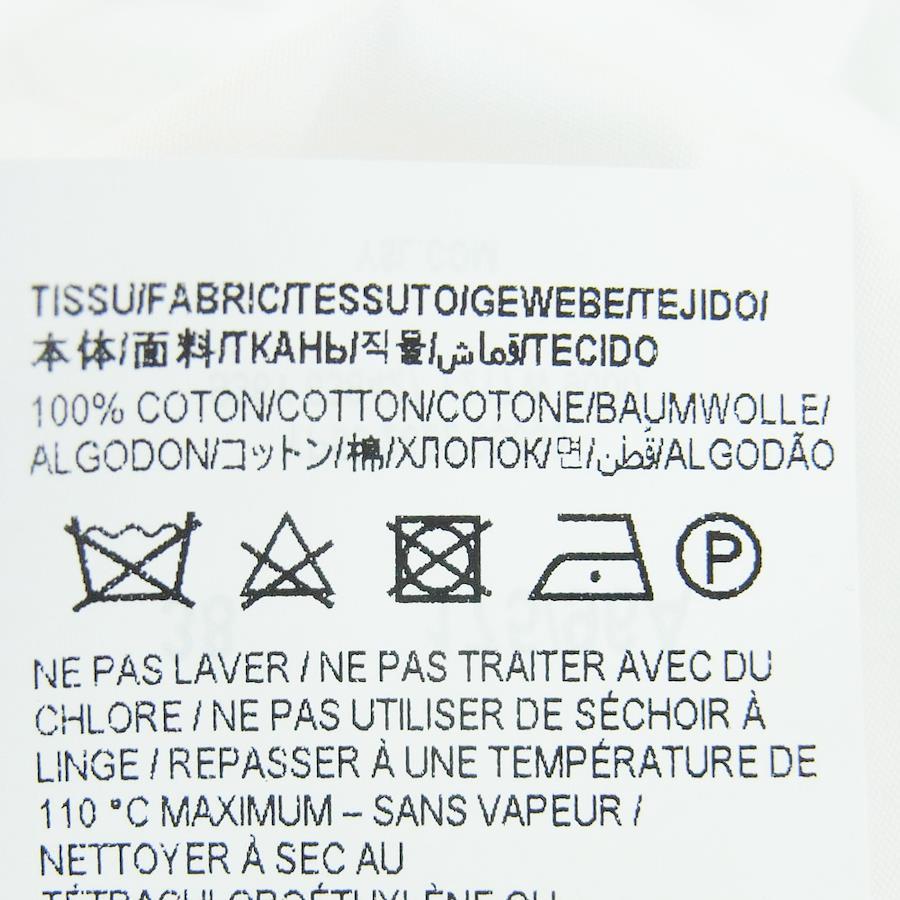 TISSU/FABRIC/TESSUTO/GEWEBE/TEJIDO/
本体/面料/ТКАНЬ/직물/قماش/TECIDO
100% COTON/COTTON/COTONE/BAUMWOLLE/
ALGODON/コットン/棉/ХЛОПОК/면/قطن/ALGODÃO
P
NE PAS LAVER / NE PAS TRAITER AVEC DU
CHLORE / NE PAS UTILISER DE SÉCHOIR À
LINGE / REPASSER À UNE TEMPÉRATURE DE
110 °C MAXIMUM – SANS VAPEUR /
NETTOYER À SEC AU
TÉTRACHLOROÉTHYLÈNE OU